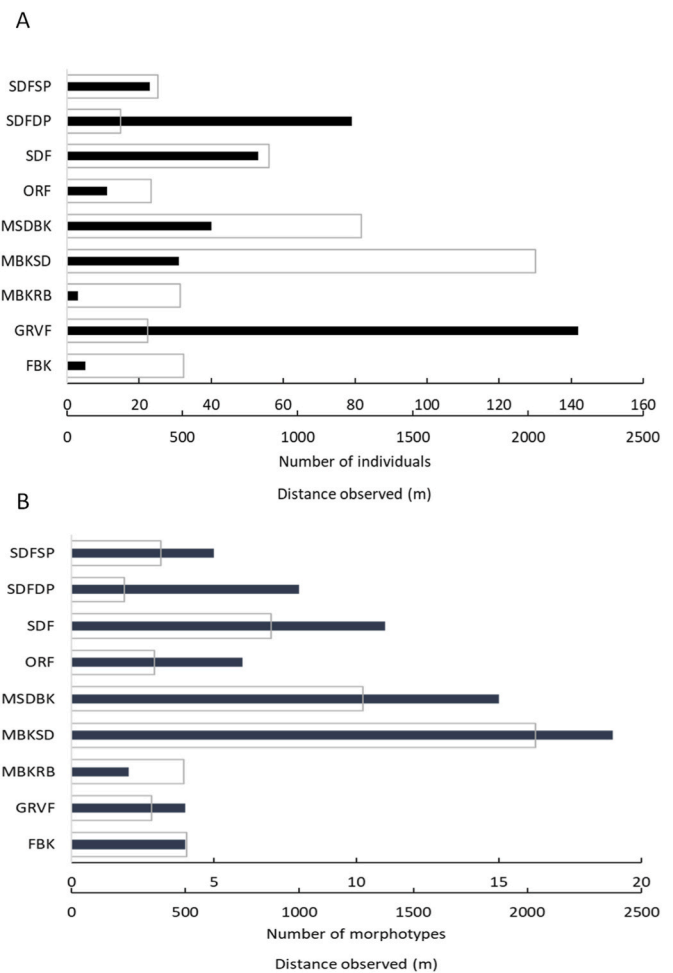 A
SDFSP
SDFDP
SDF
ORF
MSDBK
MBKSD
MBKRB
GRVF
FBK
0 20 40 60 80 100 120 140 160
0 500 1000 1500 2000 2500
Number of individuals
Distance observed (m)
B
SDFSP
SDFDP
SDF
ORF
MSDBK
MBKSD
MBKRB
GRVF
FBK
0 5 10 15 20
0 500 1000 1500 2000 2500
Number of morphotypes
Distance observed (m)